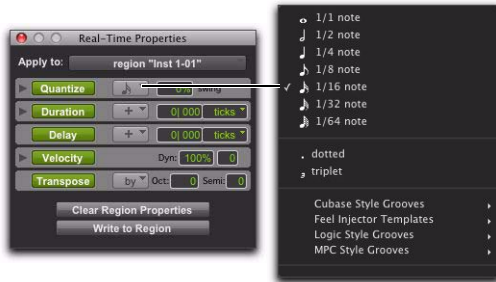 Real-Time Properties
Apply to: region "Inst 1-01"
Quantize 0% swing
Duration + 0| 000 ticks
Delay + 0| 000 ticks
Velocity Dyn: 100% 0
Transpose by Oct: 0 Semi: 0
Clear Region Properties
Write to Region
1/1 note
1/2 note
1/4 note
1/8 note
✓ 1/16 note
1/32 note
1/64 note
. dotted
3 triplet
Cubase Style Grooves
Feel Injector Templates
Logic Style Grooves
MPC Style Grooves